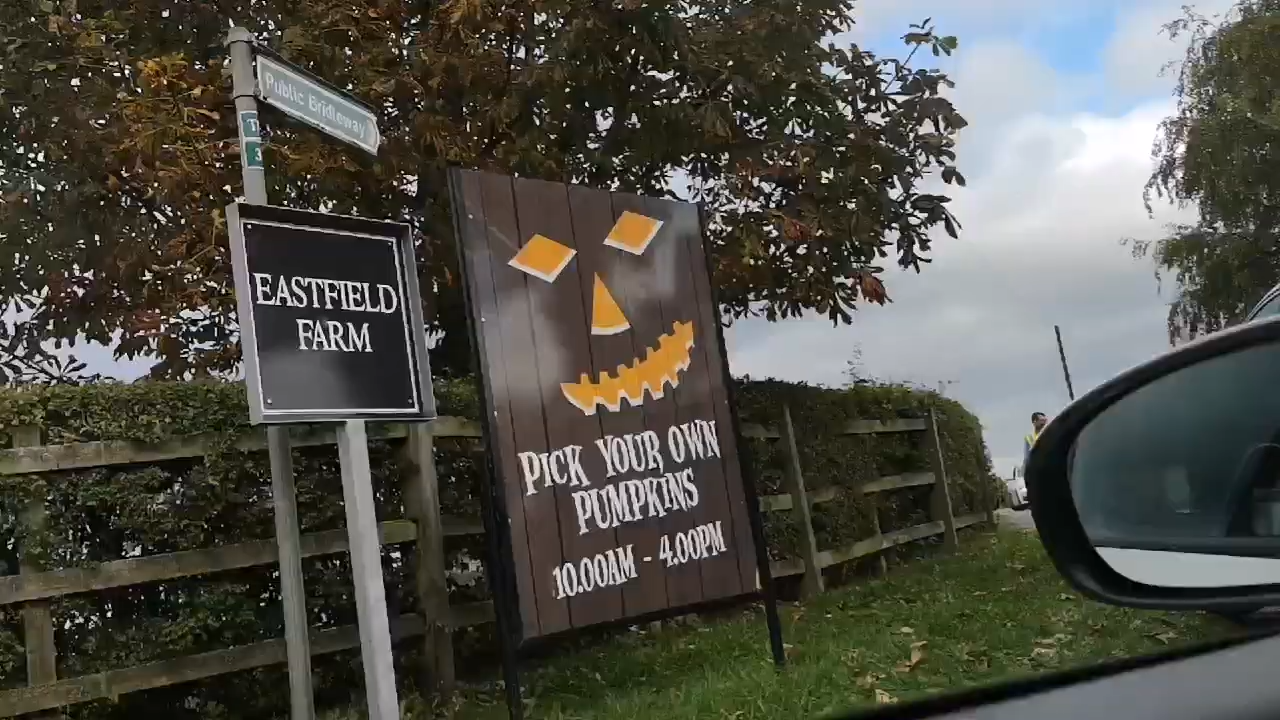 Public Bridleway
EASTFIELD
FARM
PICK YOUR OWN
PUMPKINS
10.00AM - 4.00PM